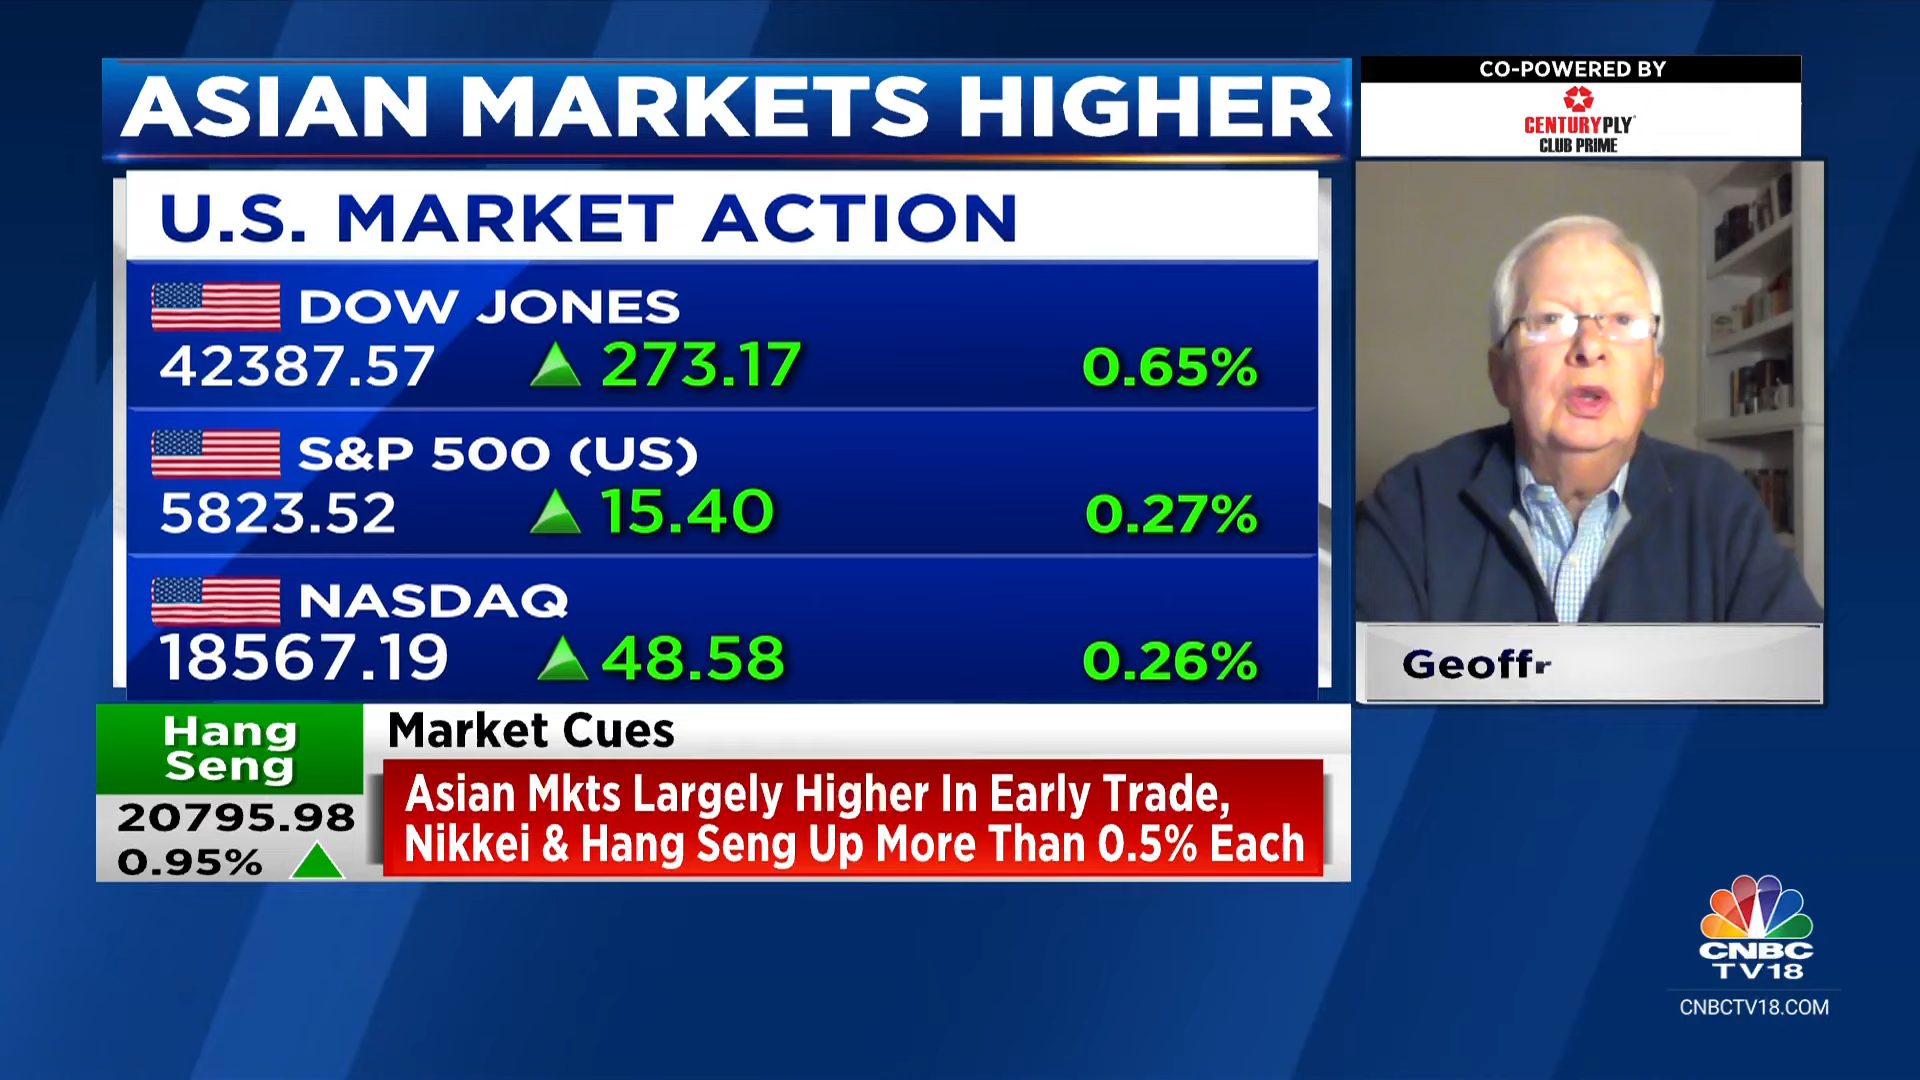 ASIAN MARKETS HIGHER
CO-POWERED BY
CENTURYPLY
CLUB PRIME
U.S. MARKET ACTION
DOW JONES
42387.57 273.17 0.65%
S&P 500 (US)
5823.52 15.40 0.27%
NASDAQ
18567.19 48.58 0.26%
Geoffr
Hang
Seng
20795.98
0.95%
Market Cues
Asian Mkts Largely Higher In Early Trade,
Nikkei & Hang Seng Up More Than 0.5% Each
CNBC
TV18
CNBCTV18.COM